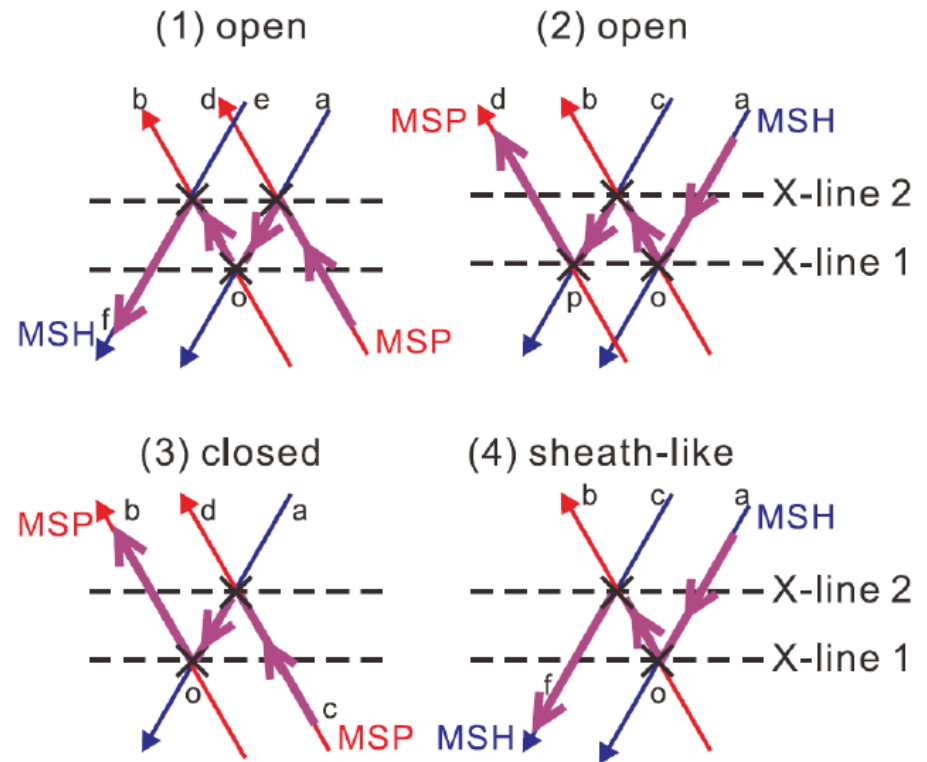 (1) open
(2) open
b d e a
d b c a
MSP MSH
X-line 2
X-line 1
o
p o
f
MSH MSP
(3) closed
(4) sheath-like
b d a
b c a
MSP MSH
X-line 2
X-line 1
o
o
c
f
MSP MSH